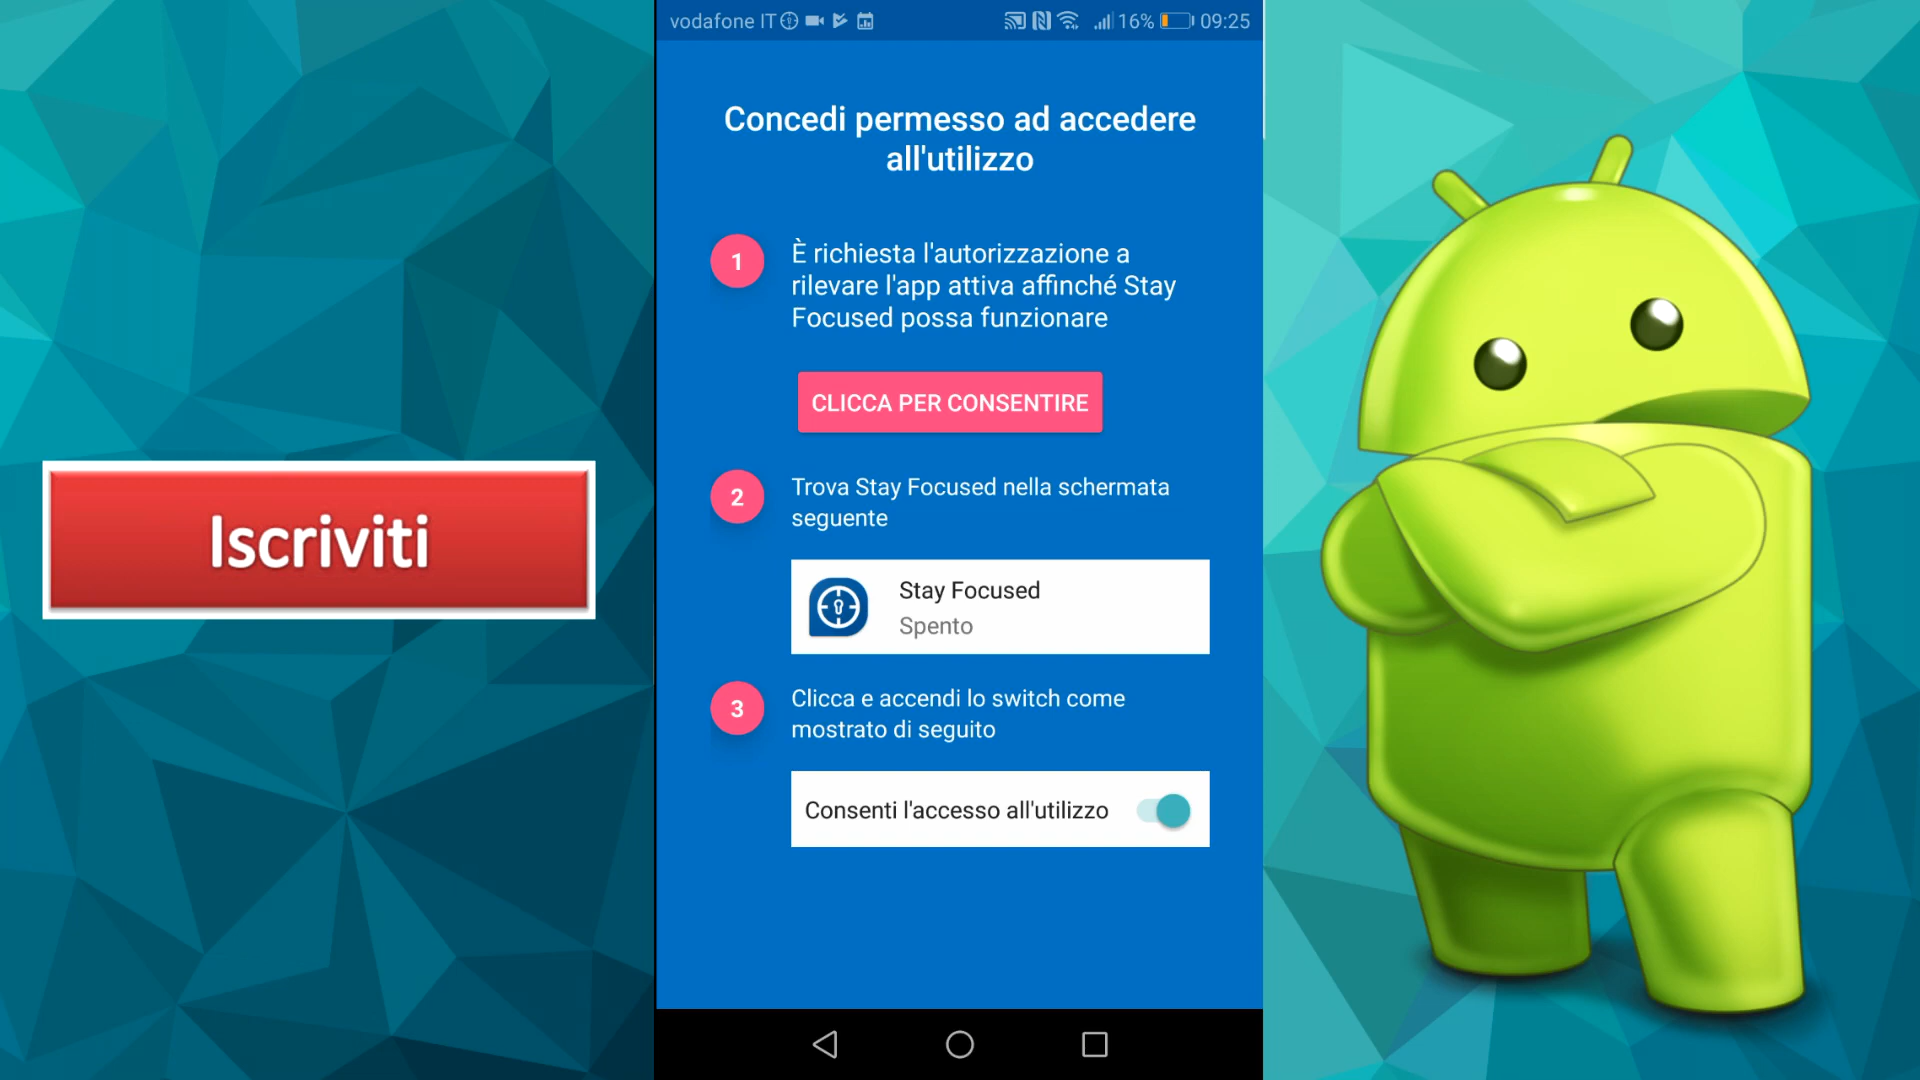 vodafone IT 16% 09:25
Concedi permesso ad accedere
all'utilizzo
1
È richiesta l'autorizzazione a
rilevare l'app attiva affinché Stay
Focused possa funzionare
CLICCA PER CONSENTIRE
2
Trova Stay Focused nella schermata
seguente
Stay Focused
Spento
3
Clicca e accendi lo switch come
mostrato di seguito
Consenti l'accesso all'utilizzo
Iscriviti